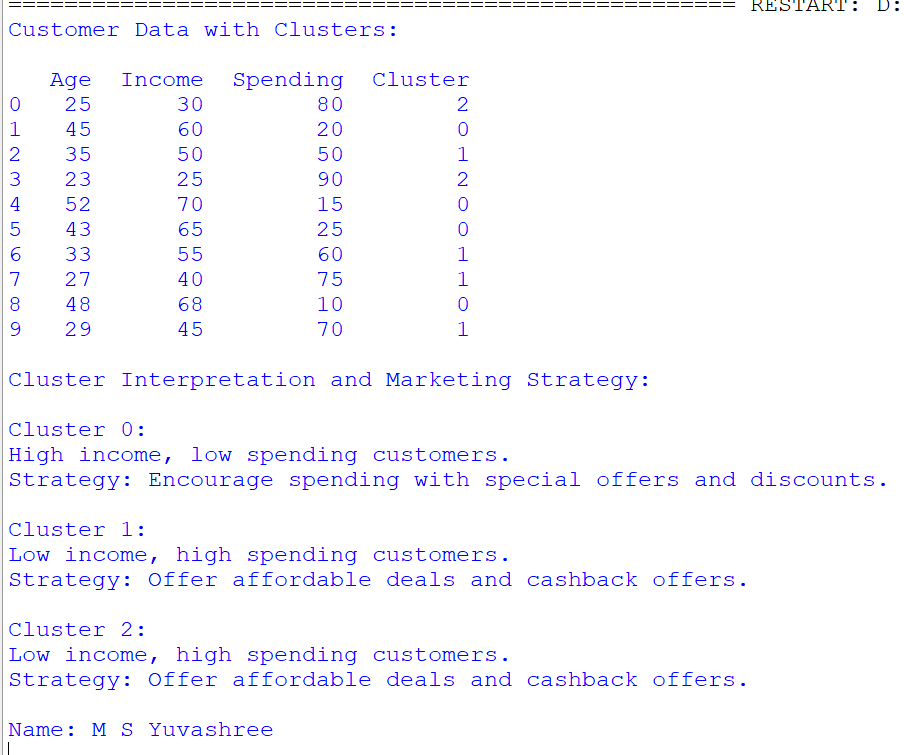 ==================================================== RESTART: D:
Customer Data with Clusters:
   Age  Income  Spending  Cluster
0   25      30        80        2
1   45      60        20        0
2   35      50        50        1
3   23      25        90        2
4   52      70        15        0
5   43      65        25        0
6   33      55        60        1
7   27      40        75        1
8   48      68        10        0
9   29      45        70        1
Cluster Interpretation and Marketing Strategy:
Cluster 0:
High income, low spending customers.
Strategy: Encourage spending with special offers and discounts.
Cluster 1:
Low income, high spending customers.
Strategy: Offer affordable deals and cashback offers.
Cluster 2:
Low income, high spending customers.
Strategy: Offer affordable deals and cashback offers.
Name: M S Yuvashree